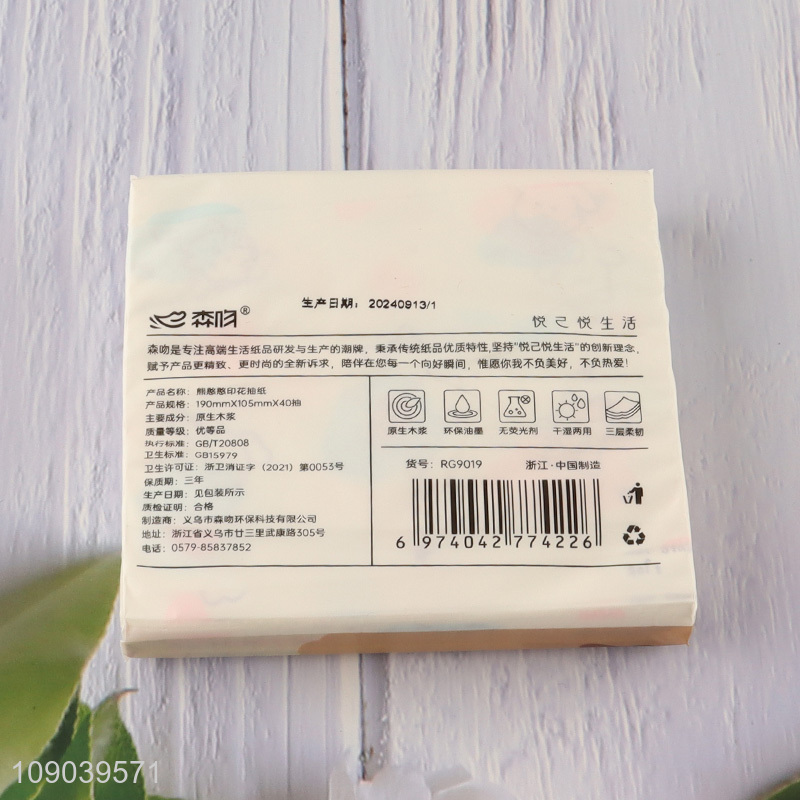 生产日期: 20240913/1
森吻® 悦己悦生活
森吻是专注高端生活纸品研发与生产的潮牌，秉承传统纸品优质特性,坚持"悦己悦生活"的创新理念,
赋予产品更精致、更时尚的全新诉求，陪伴在您每一个向好瞬间，惟愿你我不负美好，不负热爱!
产品名称: 熊憨憨印花抽纸
产品规格: 190mmX105mmX40抽
主要成分: 原生木浆
质量等级: 优等品
执行标准: GB/T20808
卫生标准: GB15979
卫生许可证: 浙卫消证字 (2021) 第0053号
保质期: 三年
生产日期: 见包装所示
质检证明: 合格
制造商: 义乌市森吻环保科技有限公司
地址: 浙江省义乌市廿三里武康路305号
电话: 0579-85837852
原生木浆 环保油墨 无荧光剂 干湿两用 三层柔韧
货号: RG9019 浙江·中国制造
6 974042 774226
109039571